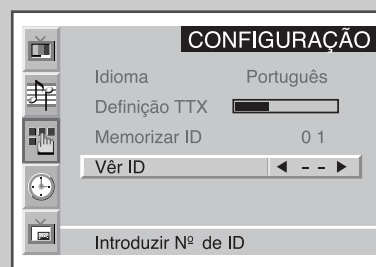 CONFIGURAÇÃO
Idioma Português
Definição TTX
Memorizar ID 0 1
Vêr ID ◀ - - ▶
Introduzir Nº de ID